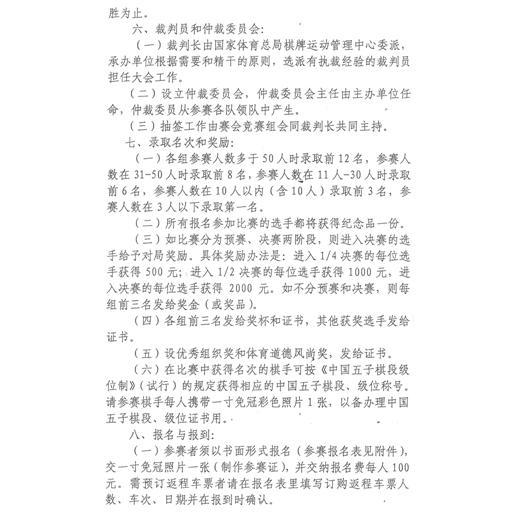 胜为止。
六、裁判员和仲裁委员会：
（一）裁判长由国家体育总局棋牌运动管理中心委派，
承办单位根据需要和精干的原则，选派有执裁经验的裁判员
担任大会工作。
（二）设立仲裁委员会，仲裁委员会主任由主办单位任
命，仲裁委员从参赛各队领队中产生。
（三）抽签工作由赛会竞赛组会同裁判长共同主持。
七、录取名次和奖励：
（一）各组参赛人数多于50人时录取前12名，参赛人
数在31-50人时录取前8名，参赛人数在11人-30人时录取
前6名，参赛人数在10人以内（含10人）录取前3名，参
赛人数在3人以下录取第一名。
（二）所有报名参加比赛的选手都将获得纪念品一份。
（三）如比赛分为预赛、决赛两阶段，则进入决赛的选
手给予对局奖励。具体奖励办法是：进入1/4决赛的每位选
手获得500元；进入1/2决赛的每位选手获得1000元，进
入决赛的每位选手获得2000元。如不分预赛和决赛，则每
组前三名发给奖金（或奖品）。
（四）各组前三名发给奖杯和证书，其他获奖选手发给
证书。
（五）设优秀组织奖和体育道德风尚奖，发给证书。
（六）在比赛中获得名次的棋手可按《中国五子棋段级
位制》（试行）的规定获得相应的中国五子棋段、级位称号。
请参赛棋手每人携带一寸免冠彩色照片1张，以备办理中国
五子棋段、级位证书用。
八、报名与报到：
（一）参赛者须以书面形式报名（参赛报名表见附件），
交一寸免冠照片一张（制作参赛证），并交纳报名费每人100
元。需预订返程车票者请在报名表里填写订购返程车票人
数、车次、日期并在报到时确认。